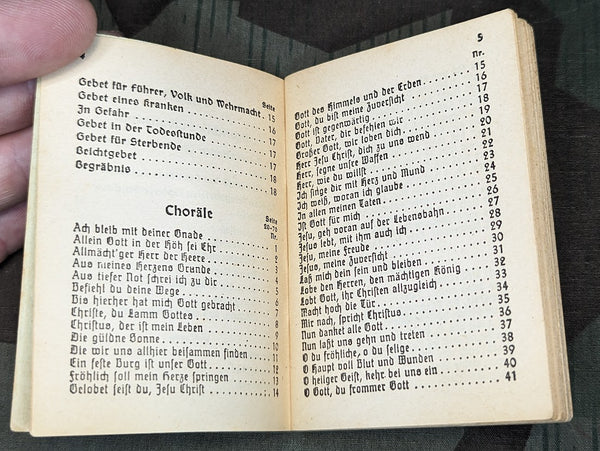 Seite
Gebet für Führer, Volk und Wehrmacht . 15
Gebet eines Kranken . . . . . . . . . 16
In Gefahr . . . . . . . . . . . . . . 17
Gebet in der Todesstunde . . . . . . . 17
Gebet für Sterbende . . . . . . . . . 17
Beichtgebet . . . . . . . . . . . . . 18
Begräbnis . . . . . . . . . . . . . . 18
Choräle
Seite
20-76
Nr.
Ach bleib mit deiner Gnade . . . . . . 1
Allein Gott in der Höh sei Ehr . . . . 2
Allmächt'ger Herr der Heere . . . . . 3
Aus meines Herzens Grunde . . . . . . 4
Aus tiefer Not schrei ich zu dir . . . 5
Befiehl du deine Wege . . . . . . . . 6
Bis hierher hat mich Gott gebracht . . 7
Christe, du Lamm Gottes . . . . . . . 8
Christus, der ist mein Leben . . . . . 9
Die güldne Sonne . . . . . . . . . . 10
Die wir uns allhier beisammen finden . 11
Ein feste Burg ist unser Gott . . . . 12
Fröhlich soll mein Herze springen . . 13
Gelobet seist du, Jesu Christ . . . . 14
5
Nr.
Gott des Himmels und der Erden . . . . 15
Gott, du bist meine Zuversicht . . . . 16
Gott ist gegenwärtig . . . . . . . . . 17
Gott, Vater, dir befehlen wir . . . . 18
Großer Gott, wir loben dich . . . . . 19
Herr Jesu Christ, dich zu uns wend . . 20
Herr, segne unsre Waffen . . . . . . . 21
Herr, wie du willst . . . . . . . . . 22
Ich singe dir mit Herz und Mund . . . 23
Ich weiß, woran ich glaube . . . . . . 24
In allen meinen Taten . . . . . . . . 25
Ist Gott für mich . . . . . . . . . . 26
Jesu, geh voran auf der Lebensbahn . . 27
Jesus lebt, mit ihm auch ich . . . . . 28
Jesu, meine Freude . . . . . . . . . . 29
Jesus, meine Zuversicht . . . . . . . 30
Laß mich dein sein und bleiben . . . . 31
Lobe den Herren, den mächtigen König . 32
Lobt Gott, ihr Christen allzugleich . 33
Macht hoch die Tür . . . . . . . . . . 34
Mir nach, spricht Christus . . . . . . 35
Nun danket alle Gott . . . . . . . . . 36
Nun laßt uns gehn und treten . . . . . 37
O du fröhliche, o du selige . . . . . 38
O Haupt voll Blut und Wunden . . . . . 39
O heiliger Geist, kehr bei uns ein . . 40
O Gott, du frommer Gott . . . . . . . 41